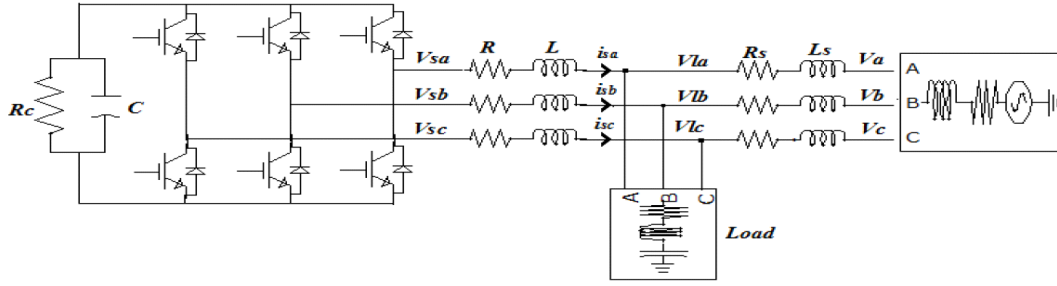 Vsa R L isa Vla Rs Ls Va A
Rc C Vsb isb Vlb Vb B
Vsc isc Vlc Vc C
A B C
Load